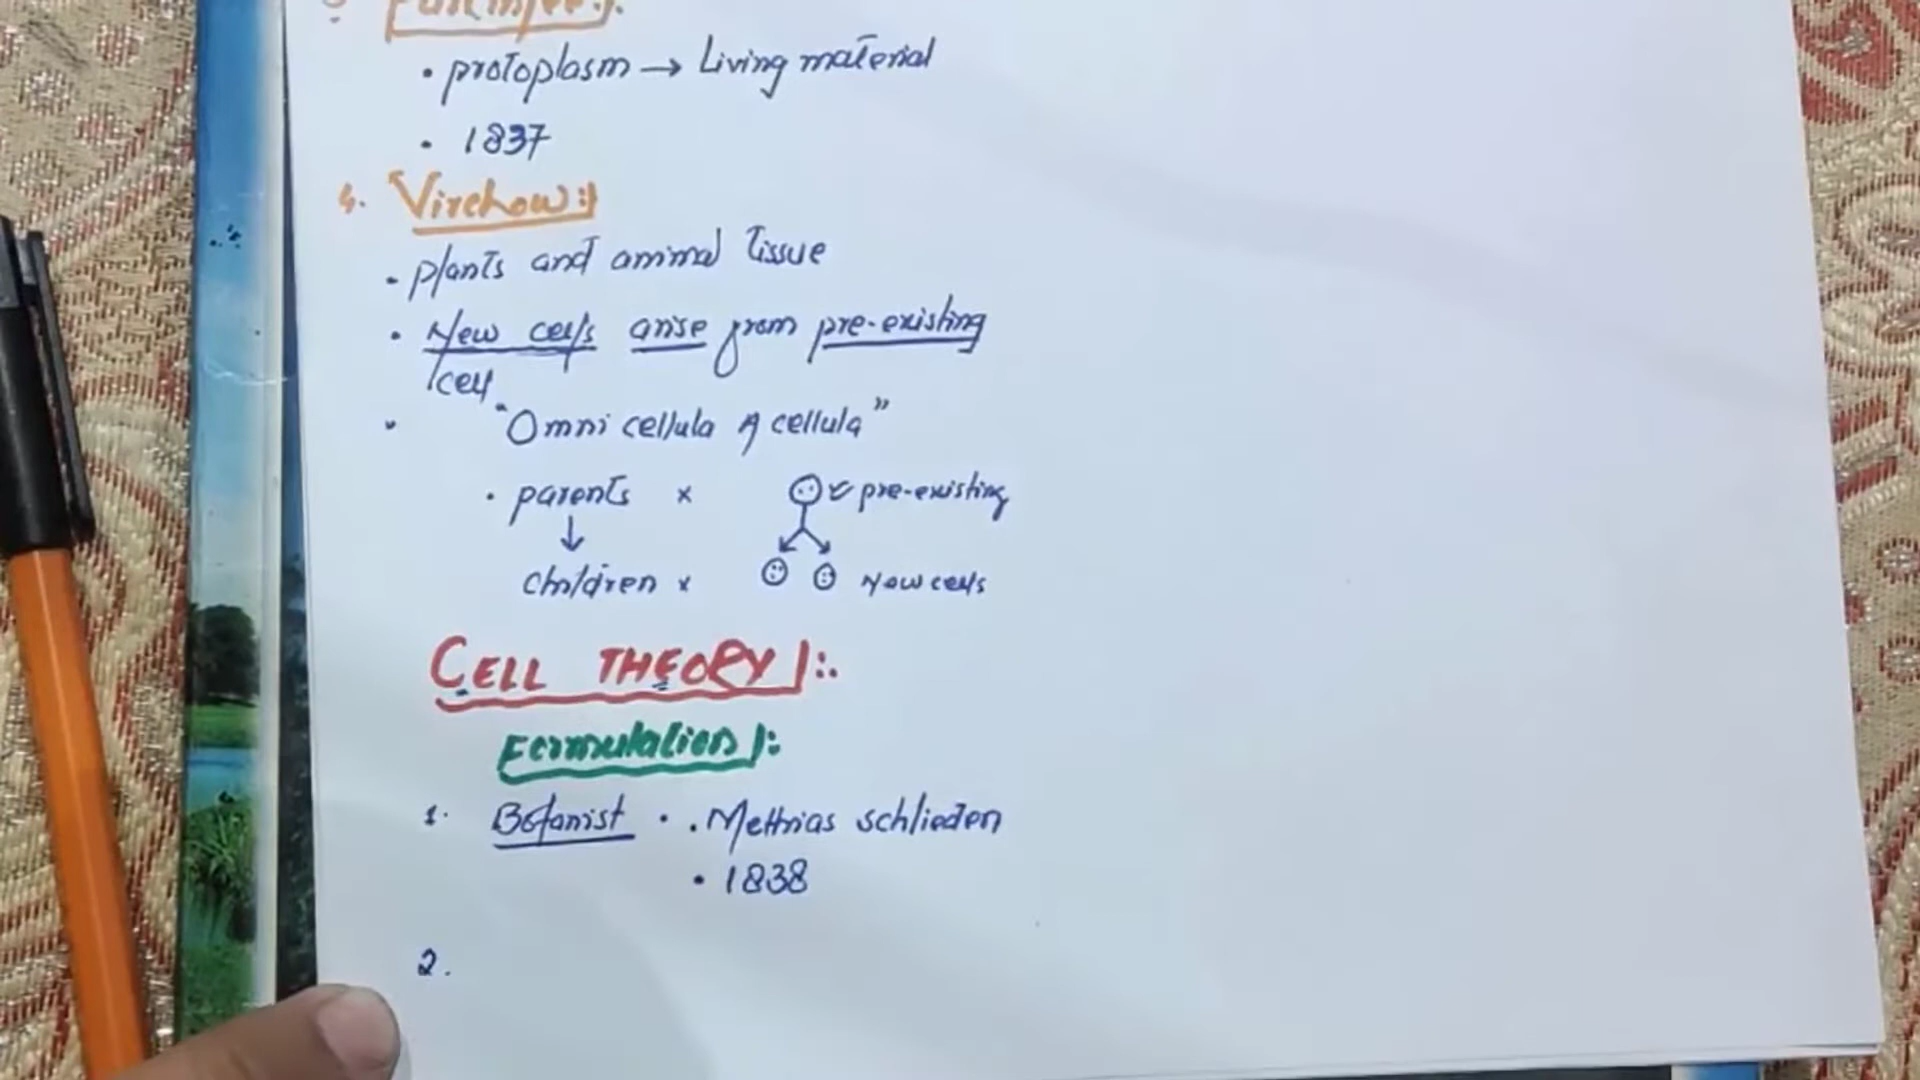 • protoplasm → Living material
• 1837
4. Virchow:
• plants and animal tissue
• New cells arise from pre-existing
cell
• "Omni cellula A cellula"
• parents × pre-existing
↓
children × New cells
CELL THEORY:.
Formulation:
1. Botanist • • Metthias schlieden
• 1838
2.